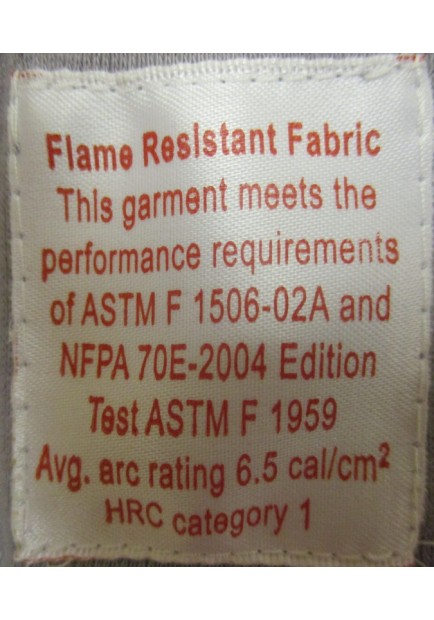 Flame Resistant Fabric
This garment meets the
performance requirements
of ASTM F 1506-02A and
NFPA 70E-2004 Edition
Test ASTM F 1959
Avg. arc rating 6.5 cal/cm²
HRC category 1